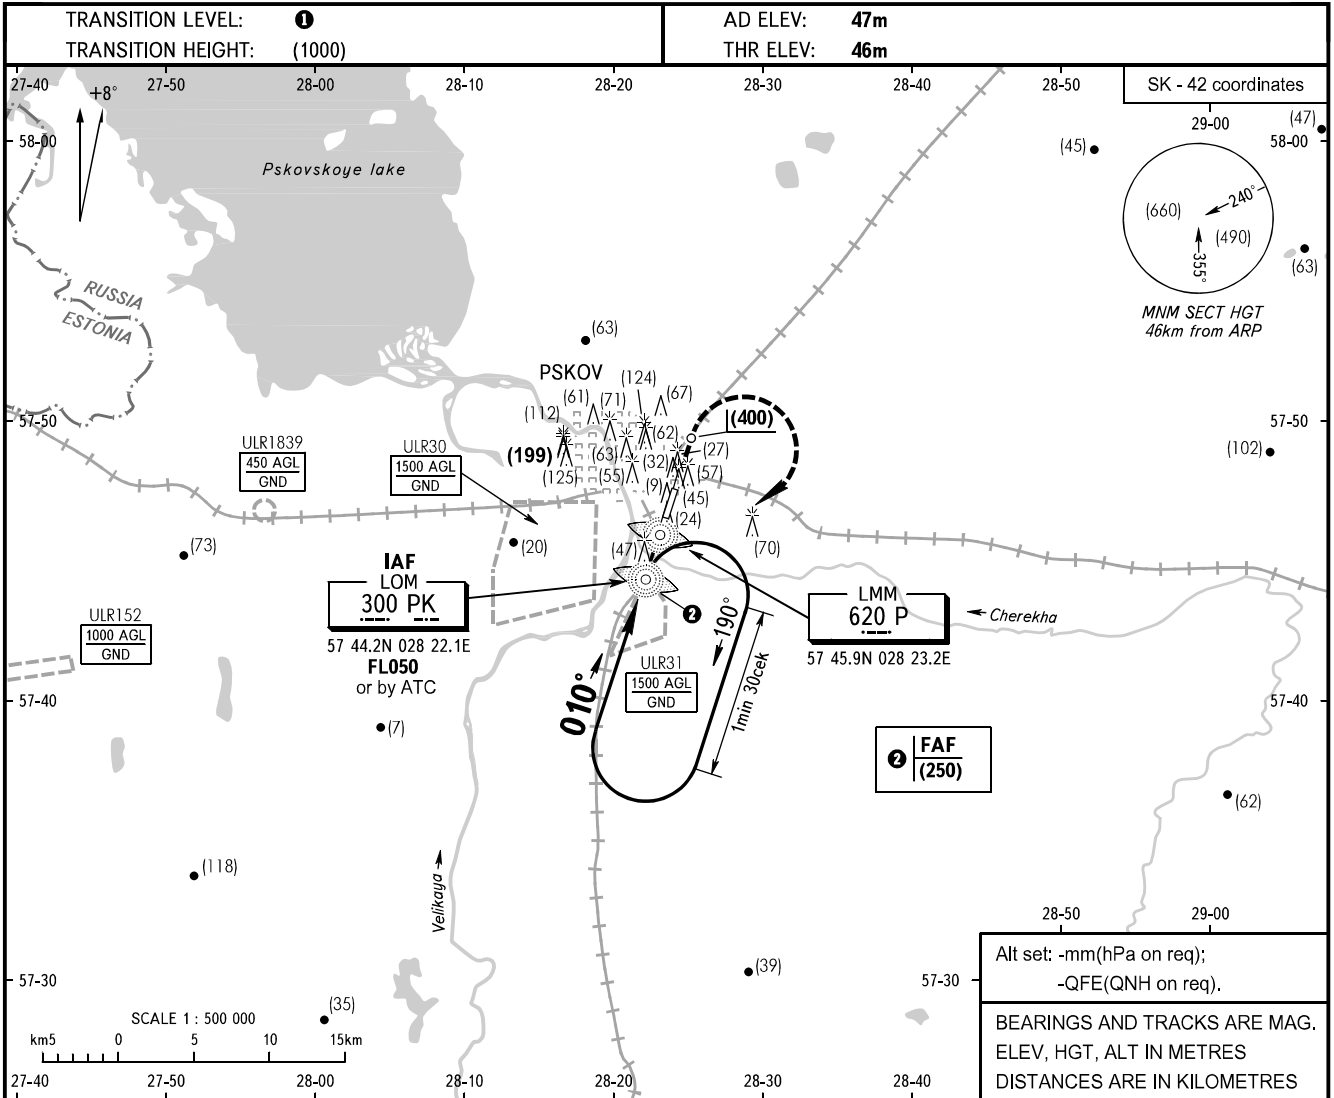 TRANSITION LEVEL: ❶
TRANSITION HEIGHT: (1000)
AD ELEV: 47m
THR ELEV: 46m
27-40 27-50 28-00 28-10 28-20 28-30 28-40 28-50
SK - 42 coordinates
29-00
+8°
58-00
58-00
(47)
(45)
Pskovskoye lake
(660)
240°
(490)
355°
(63)
MNM SECT HGT
46km from ARP
RUSSIA
ESTONIA
(63)
PSKOV
(124)
(61)
(71)
(67)
(112)
(400)
57-50
57-50
(62)
(199)
(63)
(32)
(27)
(102)
ULR1839
450 AGL
GND
ULR30
1500 AGL
GND
(125)
(55)
(9)
(57)
(45)
(24)
(70)
(73)
(20)
(47)
IAF
LOM
300 PK
57 44.2N 028 22.1E
FL050
or by ATC
❷
190°
LMM
620 P
57 45.9N 028 23.2E
Cherekha
ULR152
1000 AGL
GND
ULR31
1500 AGL
GND
010°
1min 30cek
57-40
57-40
(7)
❷ FAF
(250)
(62)
(118)
Velikaya
28-50 29-00
Alt set: -mm(hPa on req);
-QFE(QNH on req).
(39)
57-30
57-30
(35)
SCALE 1 : 500 000
km5 0 5 10 15km
BEARINGS AND TRACKS ARE MAG.
ELEV, HGT, ALT IN METRES
DISTANCES ARE IN KILOMETRES
27-40 27-50 28-00 28-10 28-20 28-30 28-40